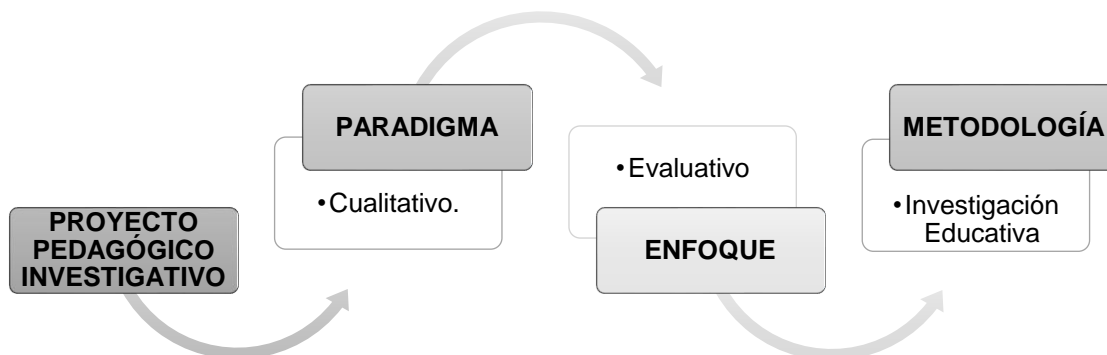 PROYECTO
PEDAGÓGICO
INVESTIGATIVO
PARADIGMA
•Cualitativo.
•Evaluativo
ENFOQUE
METODOLOGÍA
•Investigación
Educativa